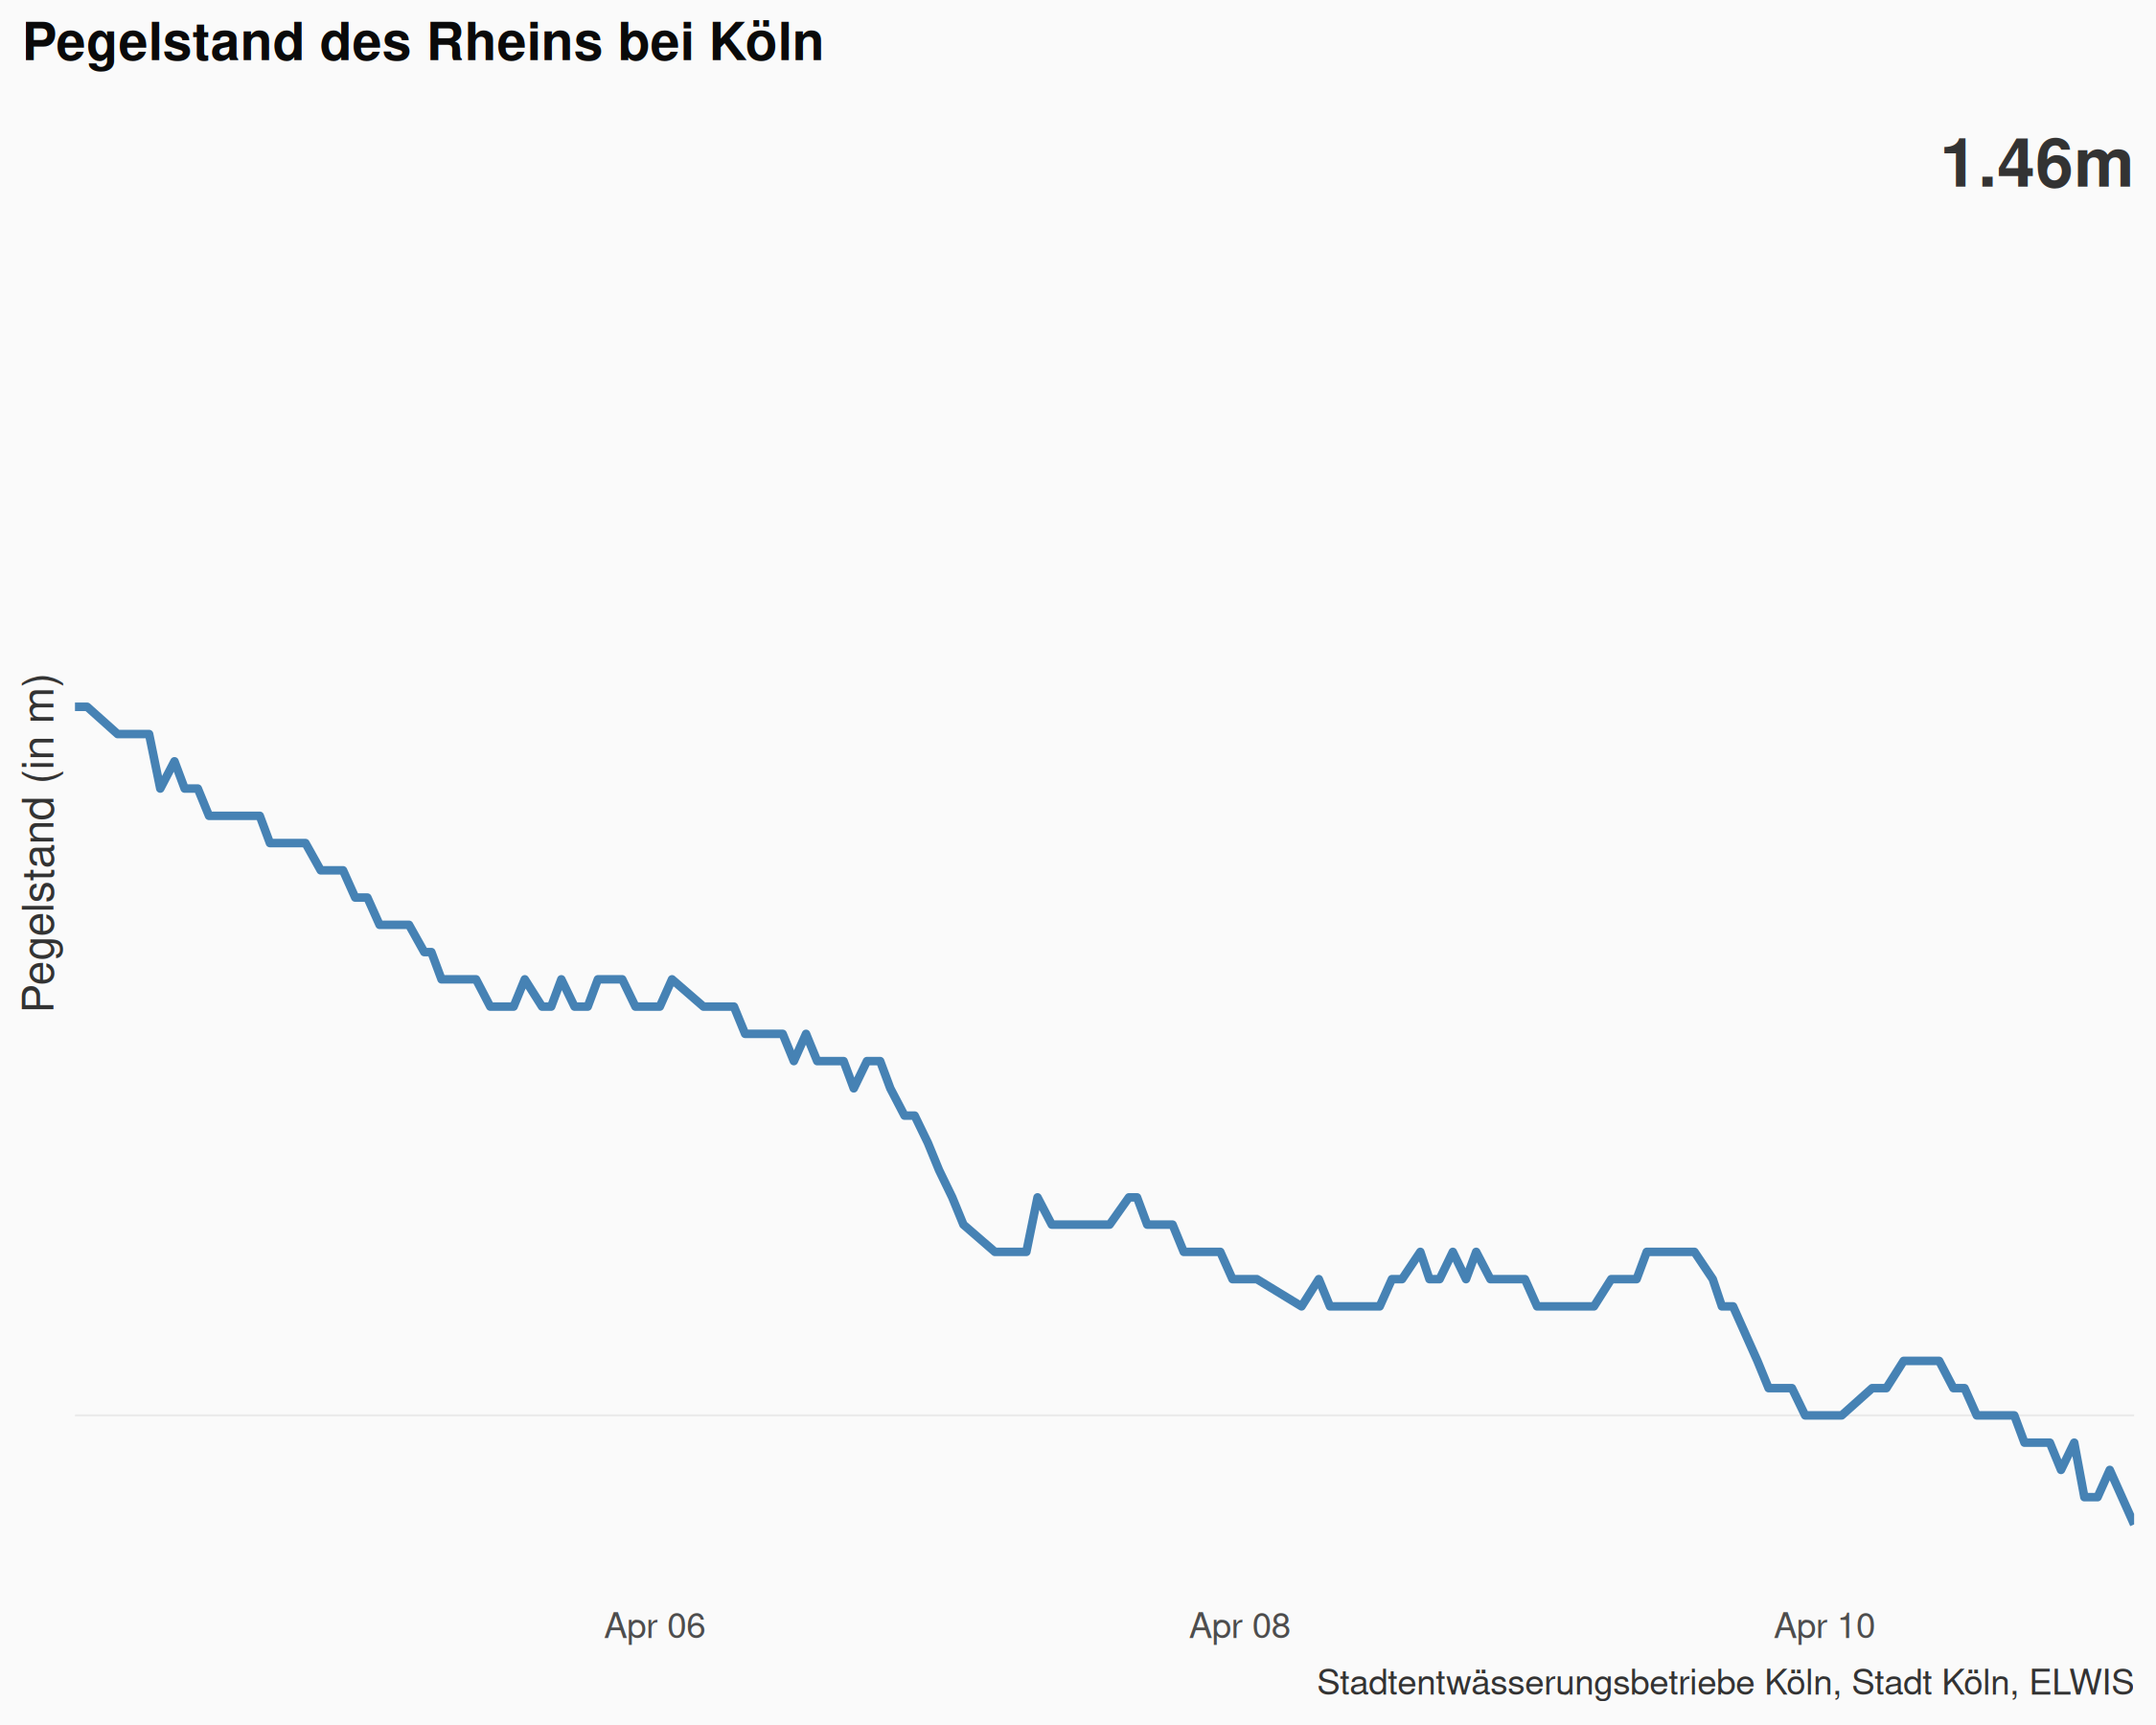 Pegelstand des Rheins bei Köln
1.46m
Pegelstand (in m)
Apr 06
Apr 08
Apr 10
Stadtentwässerungsbetriebe Köln, Stadt Köln, ELWIS